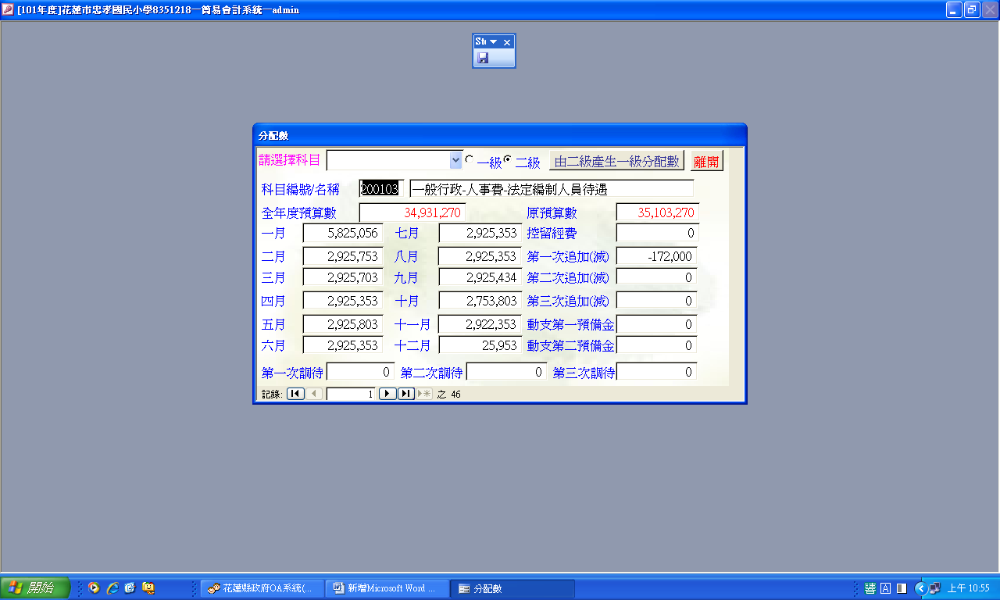 [101年度]花蓮市忠孝國民小學8351218—簡易會計系統—admin
分配數
請選擇科目 一級 二級 由二級產生一級分配數 離開
科目編號/名稱 200103 一般行政-人事費-法定編制人員待遇
全年度預算數 34,931,270 原預算數 35,103,270
一月 5,825,056 七月 2,925,353 控留經費 0
二月 2,925,753 八月 2,925,353 第一次追加(減) -172,000
三月 2,925,703 九月 2,925,434 第二次追加(減) 0
四月 2,925,353 十月 2,753,803 第三次追加(減) 0
五月 2,925,803 十一月 2,922,353 動支第一預備金 0
六月 2,925,353 十二月 25,953 動支第二預備金 0
第一次調待 0 第二次調待 0 第三次調待 0
記錄: 1 之 46
開始 花蓮縣政府OA系統(... 新增Microsoft Word ... 分配數 A 上午 10:55